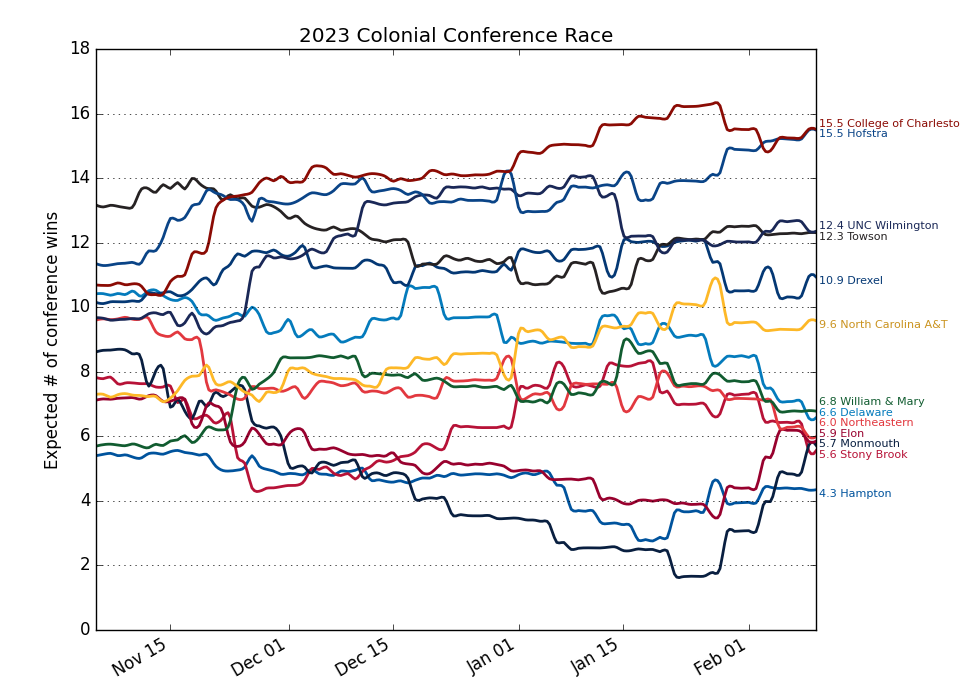 2023 Colonial Conference Race
Expected # of conference wins
18
16
14
12
10
8
6
4
2
0
Nov 15
Dec 01
Dec 15
Jan 01
Jan 15
Feb 01
15.5 College of Charlesto
15.5 Hofstra
12.4 UNC Wilmington
12.3 Towson
10.9 Drexel
9.6 North Carolina A&T
6.8 William & Mary
6.6 Delaware
6.0 Northeastern
5.9 Elon
5.7 Monmouth
5.6 Stony Brook
4.3 Hampton